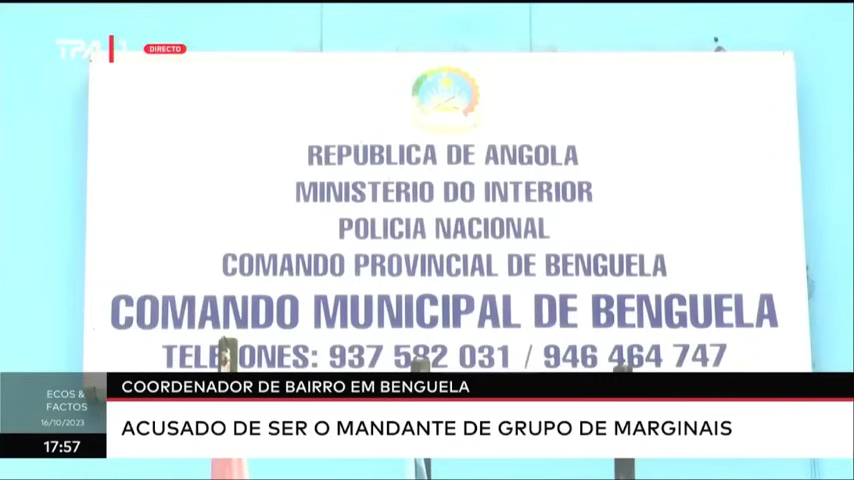 TPA 1 DIRECTO
REPUBLICA DE ANGOLA
MINISTERIO DO INTERIOR
POLICIA NACIONAL
COMANDO PROVINCIAL DE BENGUELA
COMANDO MUNICIPAL DE BENGUELA
937 582 031 / 946 464 747
COORDENADOR DE BAIRRO EM BENGUELA
ECOS &
FACTOS
16/10/2023
17:57
ACUSADO DE SER O MANDANTE DE GRUPO DE MARGINAIS